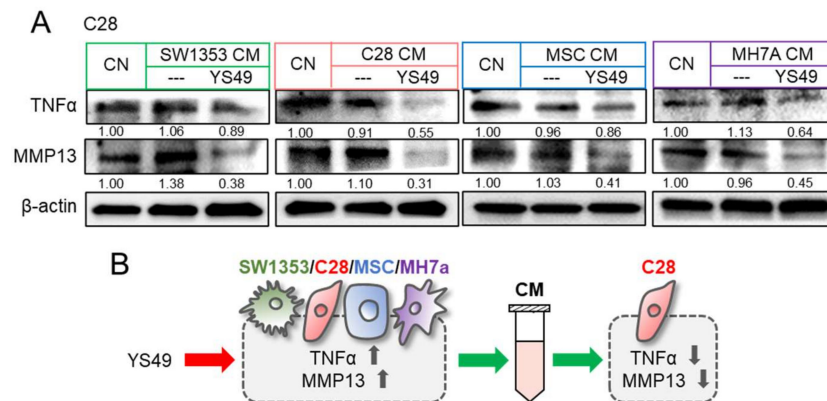 A
C28
CN SW1353 CM --- YS49 CN C28 CM --- YS49 CN MSC CM --- YS49 CN MH7A CM --- YS49
TNFα
1.00 1.06 0.89 1.00 0.91 0.55 1.00 0.96 0.86 1.00 1.13 0.64
MMP13
1.00 1.38 0.38 1.00 1.10 0.31 1.00 1.03 0.41 1.00 0.96 0.45
β-actin
B
SW1353/C28/MSC/MH7a
YS49
TNFα
MMP13
CM
C28
TNFα
MMP13